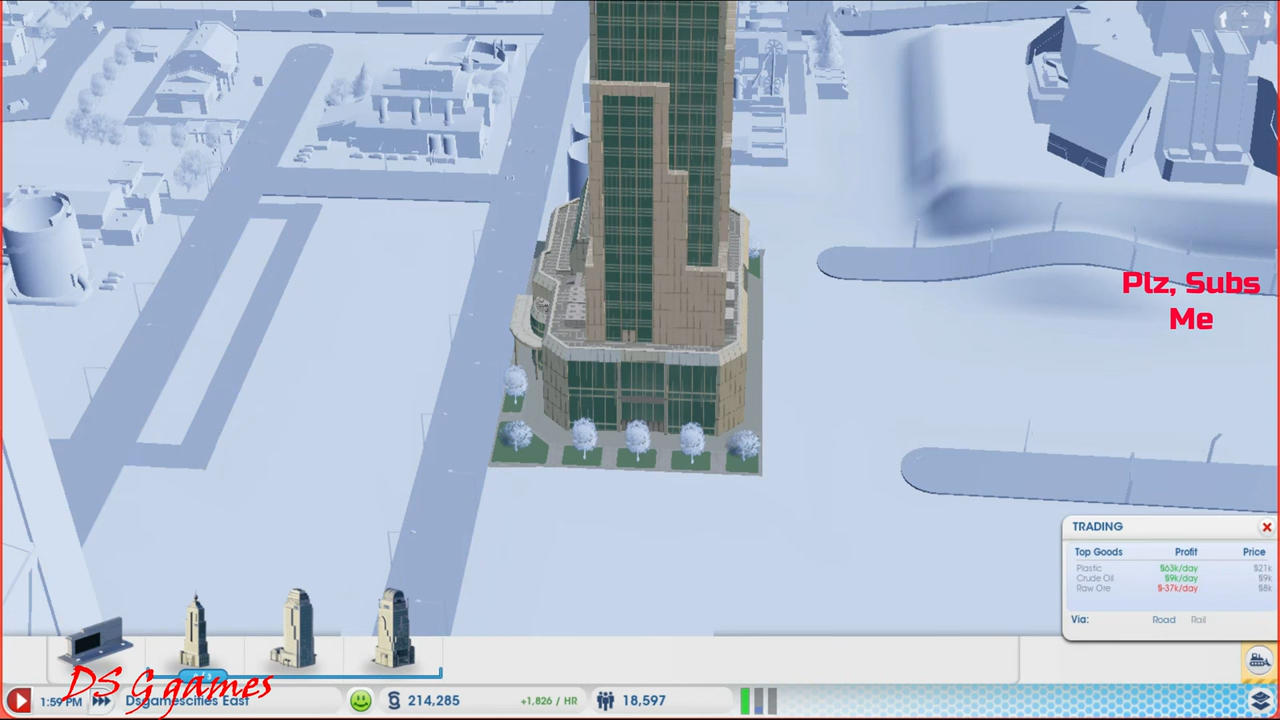 Plz, Subs
Me
TRADING
Top Goods Profit Price
Plastic §63k/day §21k
Crude Oil §9k/day §9k
Raw Ore §-37k/day §8k
Via: Road Rail
DS G games
1:59 PM Dsgamescities East 214,285 +1,826 / HR 18,597